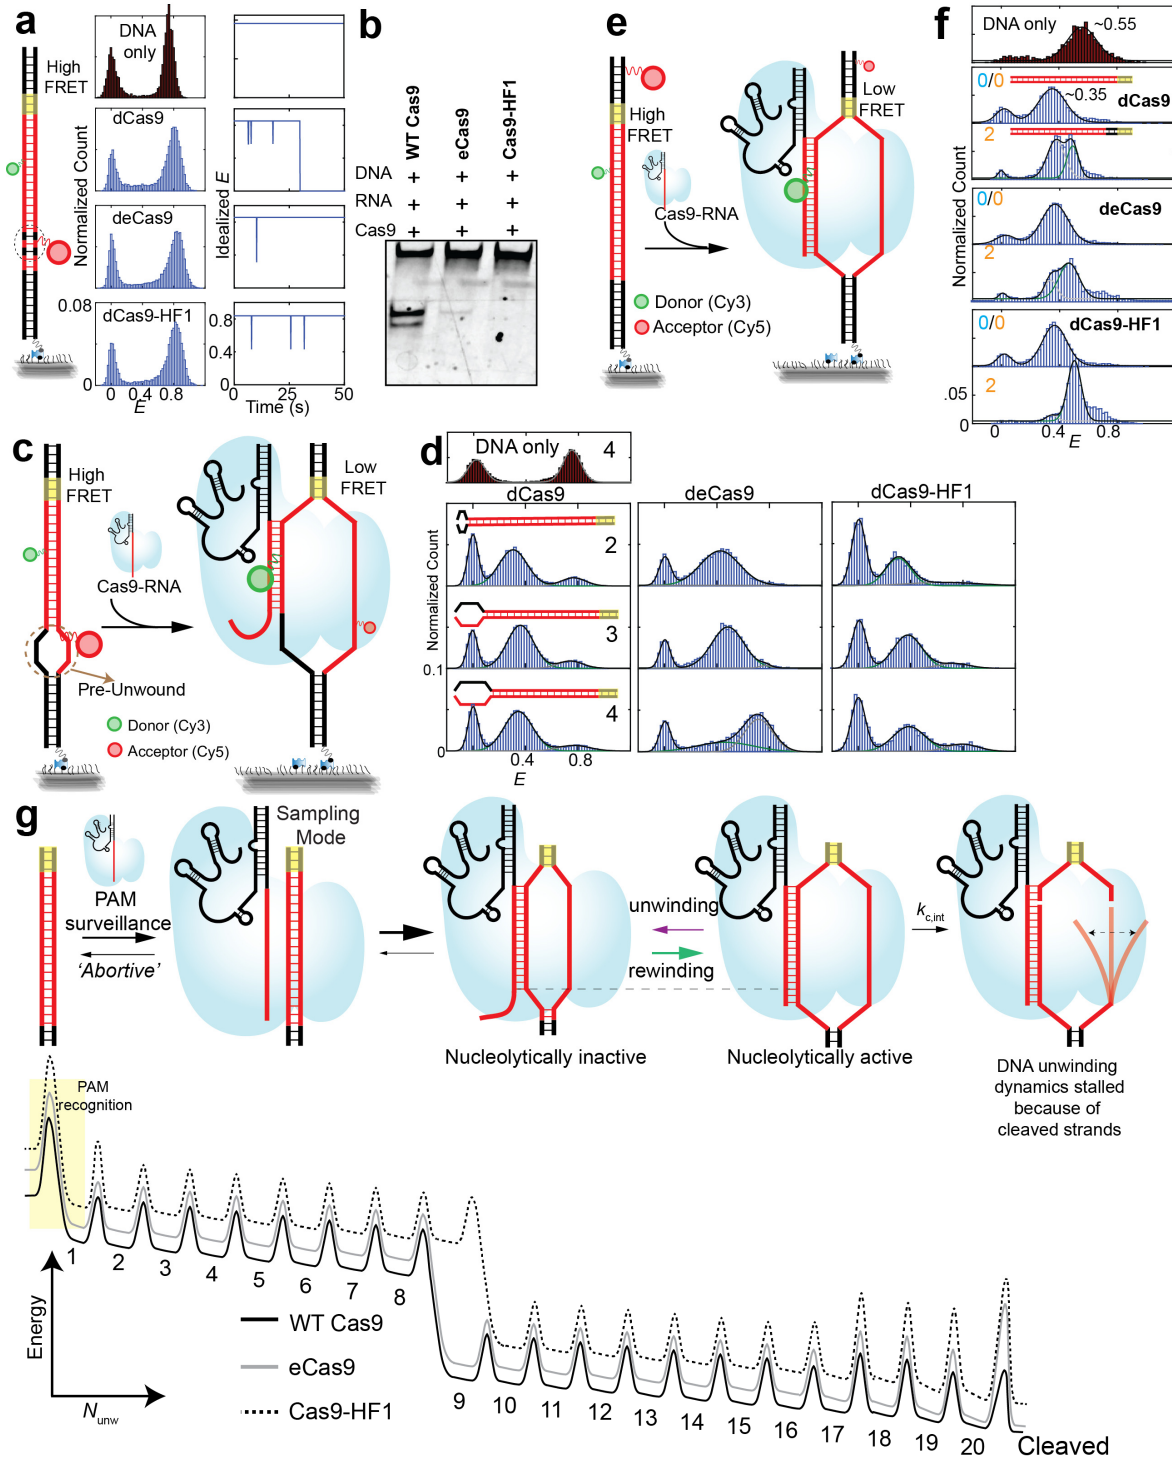 a
High
FRET
DNA
only
dCas9
deCas9
0.08
dCas9-HF1
0
0
0.4
0.8
E
Normalized Count
Idealized E
0.8
0.4
0
0
25
50
Time (s)
b
WT Cas9
eCas9
Cas9-HF1
DNA + + +
RNA + + +
Cas9 + + +
e
High
FRET
Low
FRET
Cas9-RNA
Donor (Cy3)
Acceptor (Cy5)
f
DNA only
~0.55
0/0
~0.35
dCas9
2
0/0
deCas9
2
0/0
dCas9-HF1
2
.05
0
0
0.4
0.8
E
Normalized Count
c
High
FRET
Low
FRET
Cas9-RNA
Pre-Unwound
Donor (Cy3)
Acceptor (Cy5)
d
DNA only
4
dCas9
deCas9
dCas9-HF1
2
3
0.1
4
0
0.4
0.8
E
Normalized Count
g
PAM
surveillance
'Abortive'
Sampling
Mode
unwinding
rewinding
kc,int
Nucleolytically inactive
Nucleolytically active
DNA unwinding
dynamics stalled
because of
cleaved strands
PAM
recognition
1 2 3 4 5 6 7 8
9 10 11 12 13 14 15 16 17 18 19 20 Cleaved
Energy
Nunw
WT Cas9
eCas9
Cas9-HF1